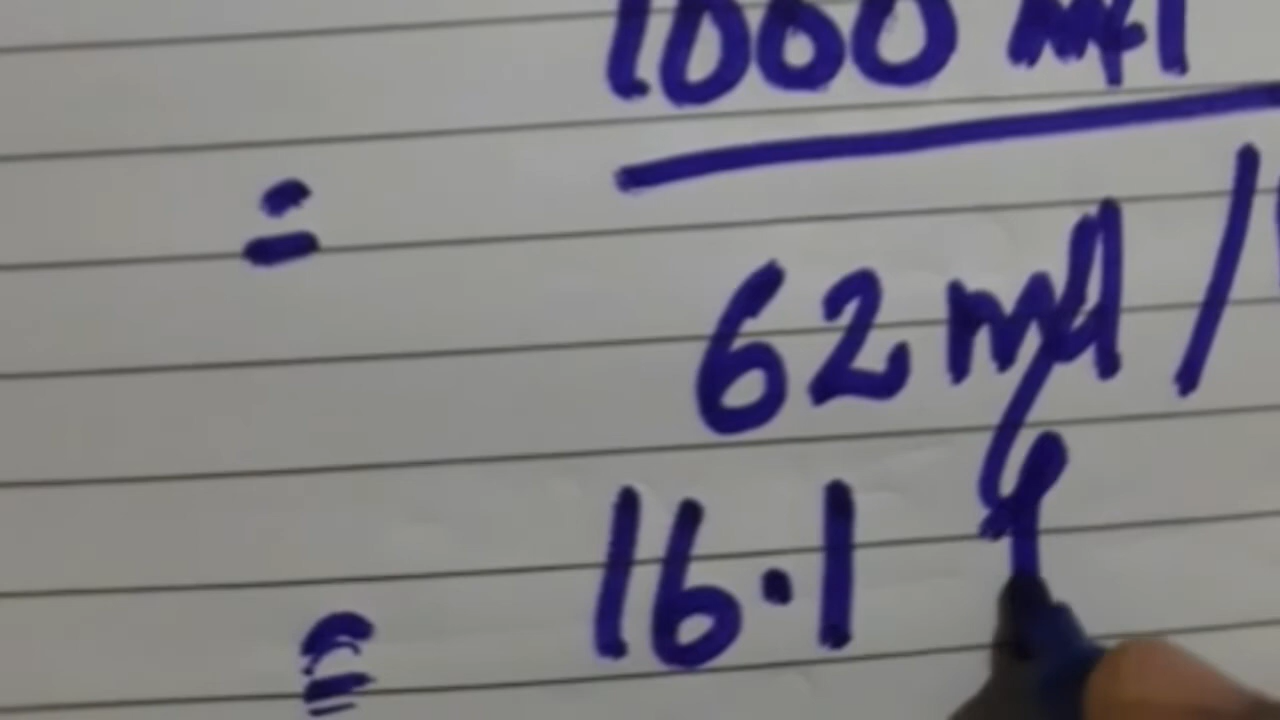 1000 ml
=
62 ml /
= 16.1